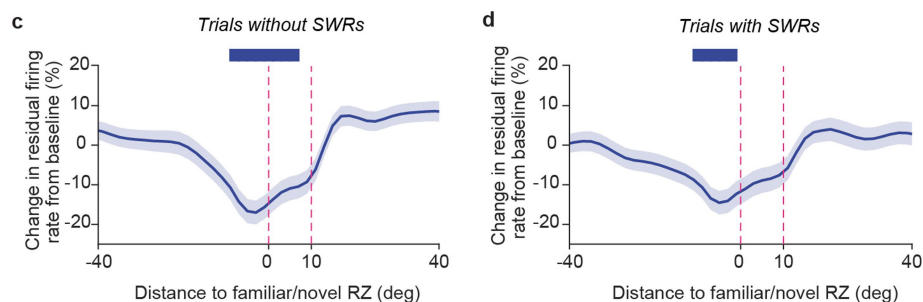 c
Trials without SWRs
Change in residual firing
rate from baseline (%)
20
10
0
-10
-20
-40
0
10
40
Distance to familiar/novel RZ (deg)
d
Trials with SWRs
Change in residual firing
rate from baseline (%)
20
10
0
-10
-20
-40
0
10
40
Distance to familiar/novel RZ (deg)